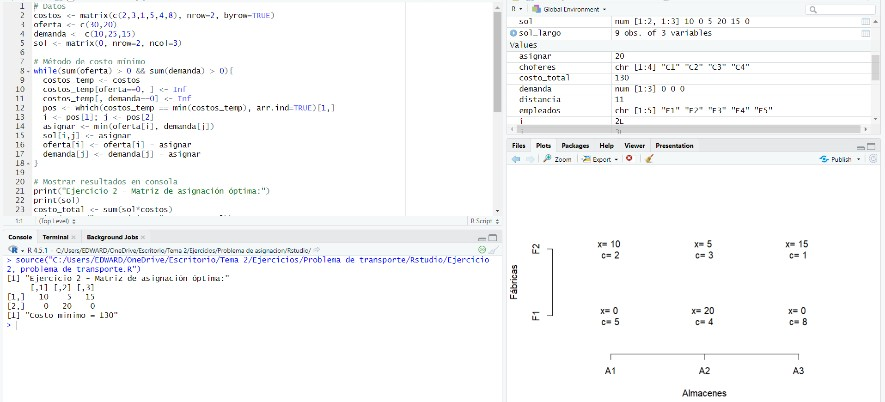 1 # Datos
2 costos <- matrix(c(2,3,1,5,4,8), nrow=2, byrow=TRUE)
3 oferta <- c(30,20)
4 demanda <- c(10,25,15)
5 sol <- matrix(0, nrow=2, ncol=3)
6
7 # Método de costo mínimo
8 while(sum(oferta) > 0 && sum(demanda) > 0){
9 costos_temp <- costos
10 costos_temp[oferta==0, ] <- Inf
11 costos_temp[, demanda==0] <- Inf
12 pos <- which(costos_temp == min(costos_temp), arr.ind=TRUE)[1,]
13 i <- pos[1]; j <- pos[2]
14 asignar <- min(oferta[i], demanda[j])
15 sol[i,j] <- asignar
16 oferta[i] <- oferta[i] - asignar
17 demanda[j] <- demanda[j] - asignar
18 }
19
20 # Mostrar resultados en consola
21 print("Ejercicio 2 - Matriz de asignación óptima:")
22 print(sol)
23 costo_total <- sum(sol*costos)
1:1 (Top Level) R Script
Console Terminal Background Jobs
R 4.5.1 · C:/Users/EDWARD/OneDrive/Escritorio/Tema 2/Ejercicios/Problema de asignacion/Rstudio/
> source("C:/Users/EDWARD/OneDrive/Escritorio/Tema 2/Ejercicios/Problema de transporte/Rstudio/Ejercicio
2, problema de transporte.R")
[1] "Ejercicio 2 - Matriz de asignación óptima:"
[,1] [,2] [,3]
[1,] 10 5 15
[2,] 0 20 0
[1] "Costo mínimo = 130"
>
R Global Environment
sol num [1:2, 1:3] 10 0 5 20 15 0
sol_largo 9 obs. of 3 variables
Values
asignar 20
choferes chr [1:4] "C1" "C2" "C3" "C4"
costo_total 130
demanda num [1:3] 0 0 0
distancia 11
empleados chr [1:5] "E1" "E2" "E3" "E4" "E5"
i 2L
Files Plots Packages Help Viewer Presentation
Zoom Export Publish
x= 10 x= 5 x= 15
c= 2 c= 3 c= 1
F2
Fábricas
x= 0 x= 20 x= 0
c= 5 c= 4 c= 8
F1
A1 A2 A3
Almacenes